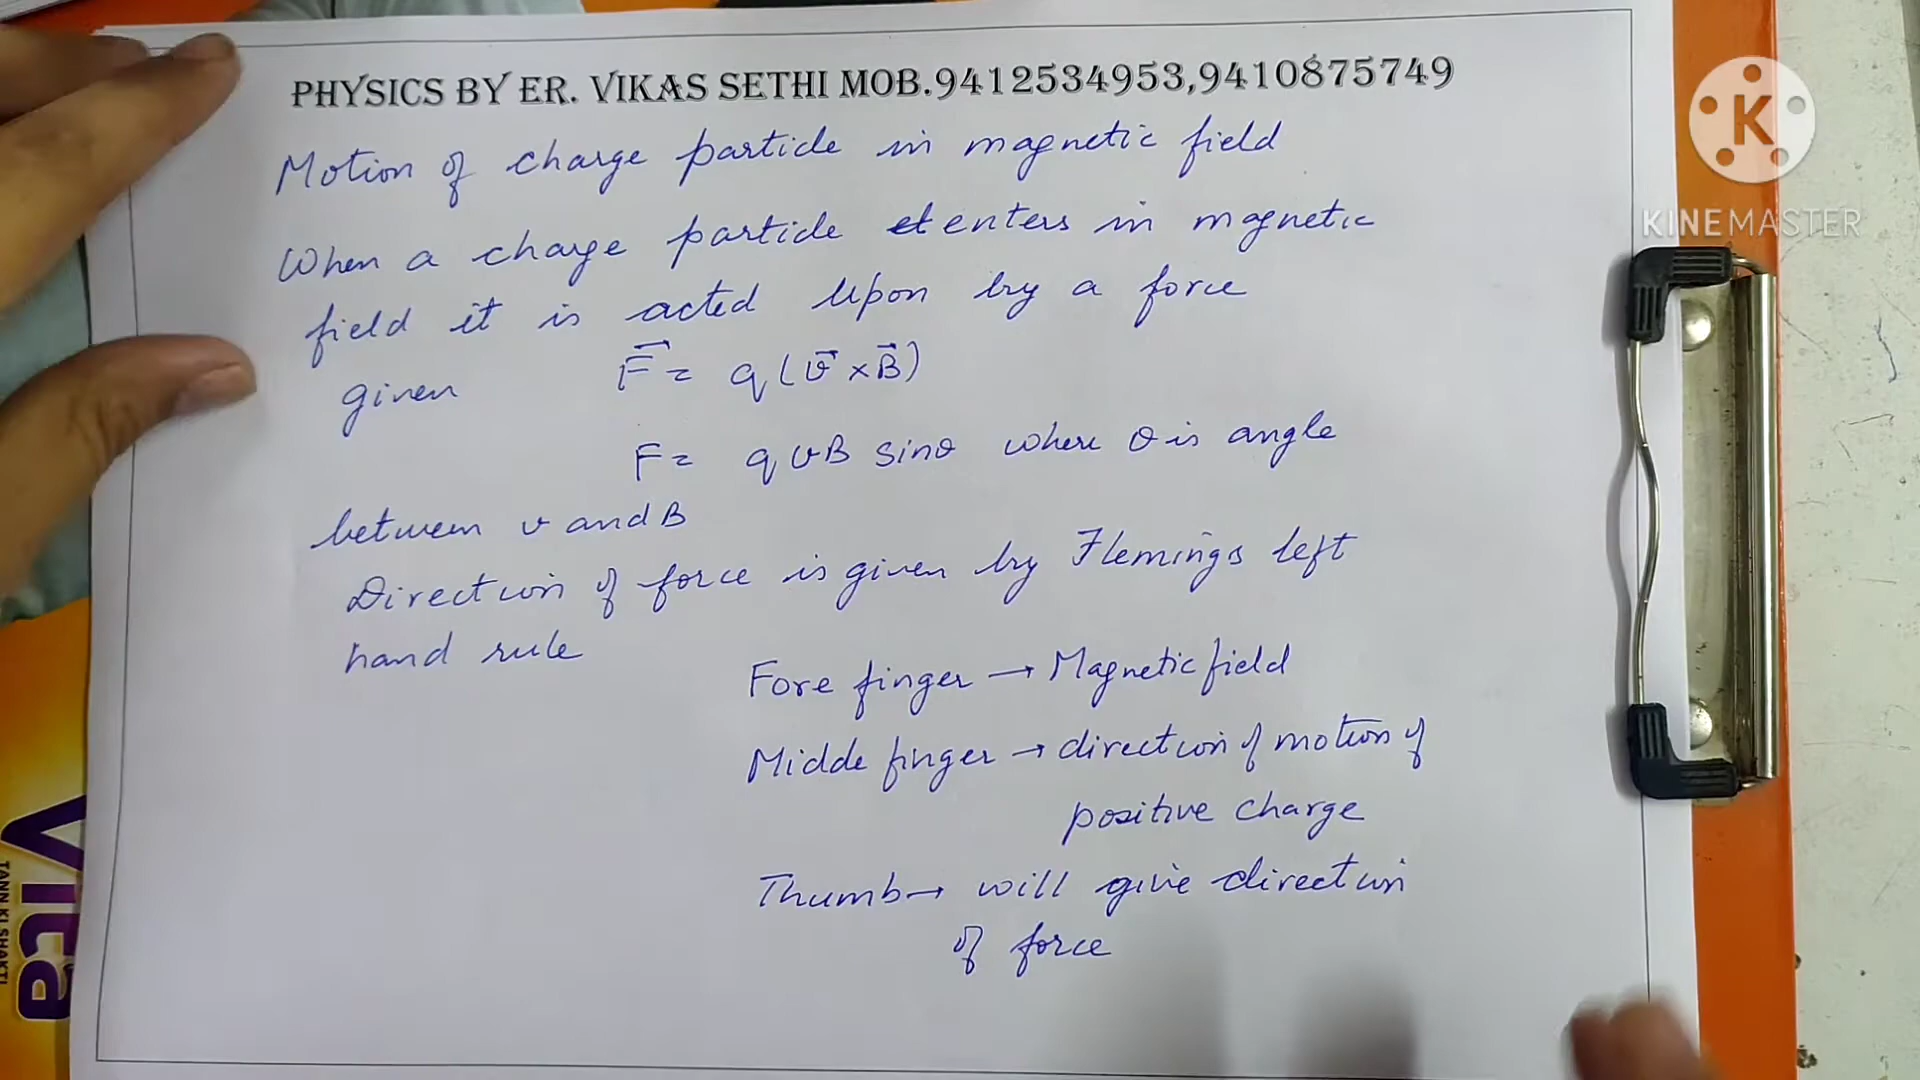 PHYSICS BY ER. VIKAS SETHI MOB.9412534953,9410875749
Motion of charge particle in magnetic field
When a charge particle et enters in magnetic
field it is acted upon by a force
given F⃗ = q(v⃗ × B⃗)
F = qvB sinθ where θ is angle
between v and B
Direction of force is given by Flemings left
hand rule
Fore finger → Magnetic field
Midde finger → direction of motion of
positive charge
Thumb → will give direction
of force
K
KINEMASTER
Vita
TANN KI SHAKTI